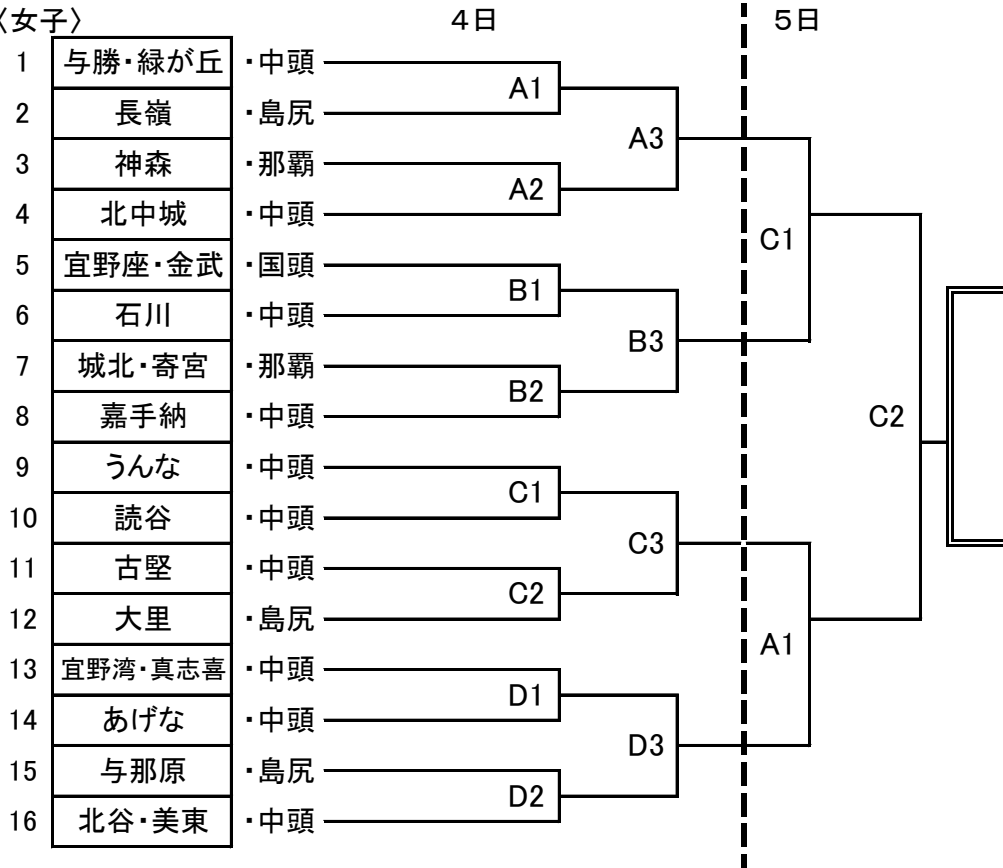 〈女子〉 4日 5日
1 与勝・緑が丘 ・中頭
A1
2 長嶺 ・島尻
A3
3 神森 ・那覇
A2
4 北中城 ・中頭
C1
5 宜野座・金武 ・国頭
B1
6 石川 ・中頭
B3
7 城北・寄宮 ・那覇
B2
8 嘉手納 ・中頭
C2
9 うんな ・中頭
C1
10 読谷 ・中頭
C3
11 古堅 ・中頭
C2
12 大里 ・島尻
A1
13 宜野湾・真志喜 ・中頭
D1
14 あげな ・中頭
D3
15 与那原 ・島尻
D2
16 北谷・美東 ・中頭